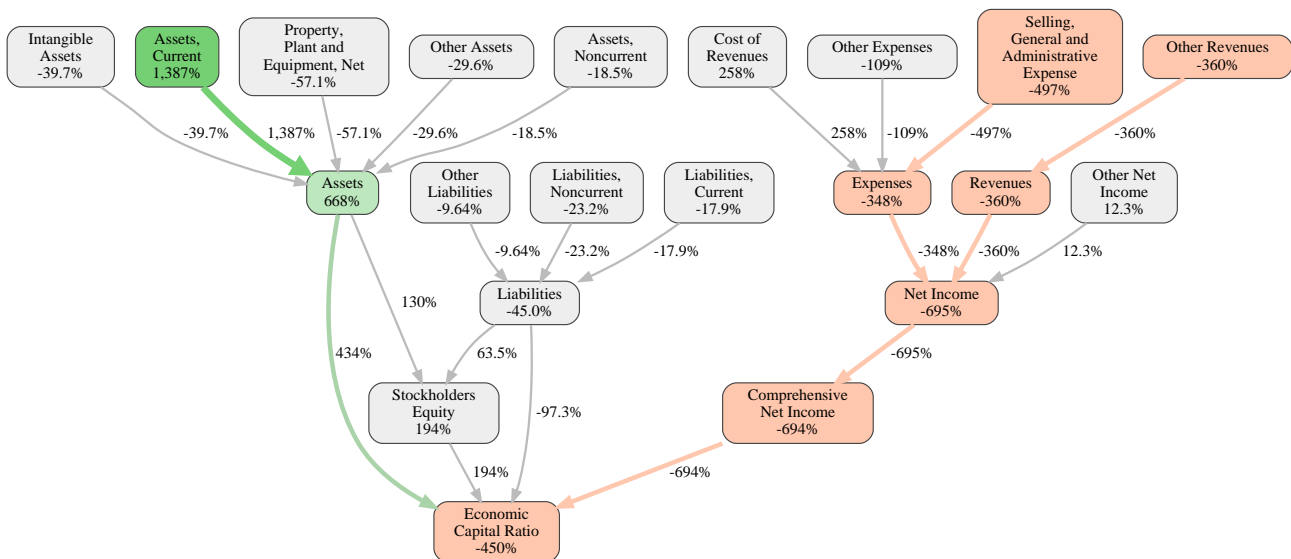 Intangible
Assets
-39.7%
Assets,
Current
1,387%
Property,
Plant and
Equipment, Net
-57.1%
Other Assets
-29.6%
Assets,
Noncurrent
-18.5%
Cost of
Revenues
258%
Other Expenses
-109%
Selling,
General and
Administrative
Expense
-497%
Other Revenues
-360%
-39.7%
1,387%
-57.1%
-29.6%
-18.5%
258%
-109%
-497%
-360%
Assets
668%
Other
Liabilities
-9.64%
Liabilities,
Noncurrent
-23.2%
Liabilities,
Current
-17.9%
Expenses
-348%
Revenues
-360%
Other Net
Income
12.3%
-9.64%
-23.2%
-17.9%
-348%
-360%
12.3%
130%
Liabilities
-45.0%
Net Income
-695%
434%
63.5%
-695%
-97.3%
Stockholders
Equity
194%
Comprehensive
Net Income
-694%
194%
-694%
Economic
Capital Ratio
-450%